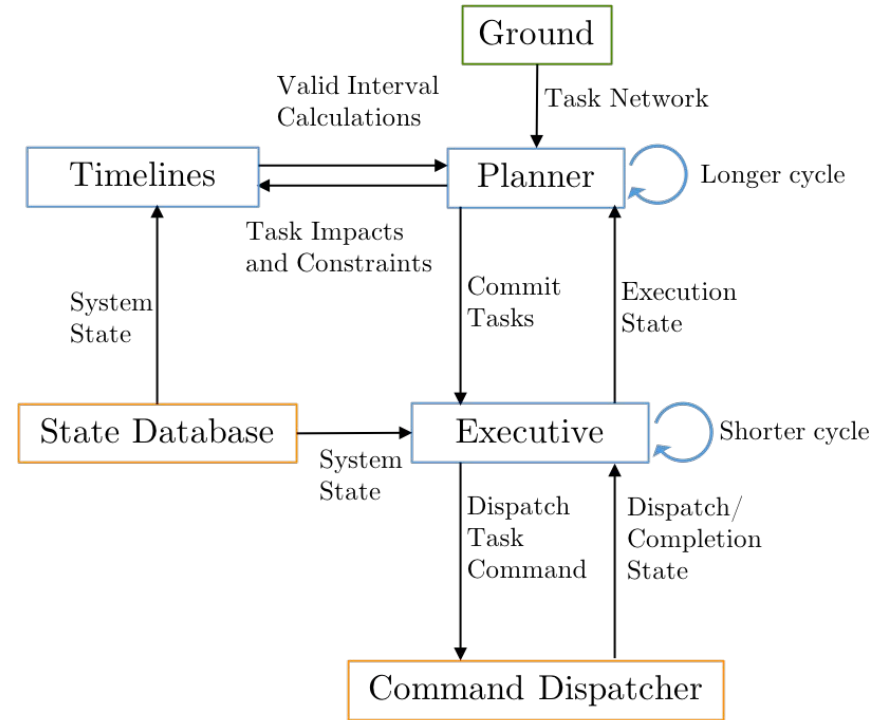 Ground
Valid Interval
Calculations
Task Network
Timelines
Planner
Longer cycle
Task Impacts
and Constraints
System
State
Commit
Tasks
Execution
State
State Database
Executive
Shorter cycle
System
State
Dispatch
Task
Command
Dispatch/
Completion
State
Command Dispatcher